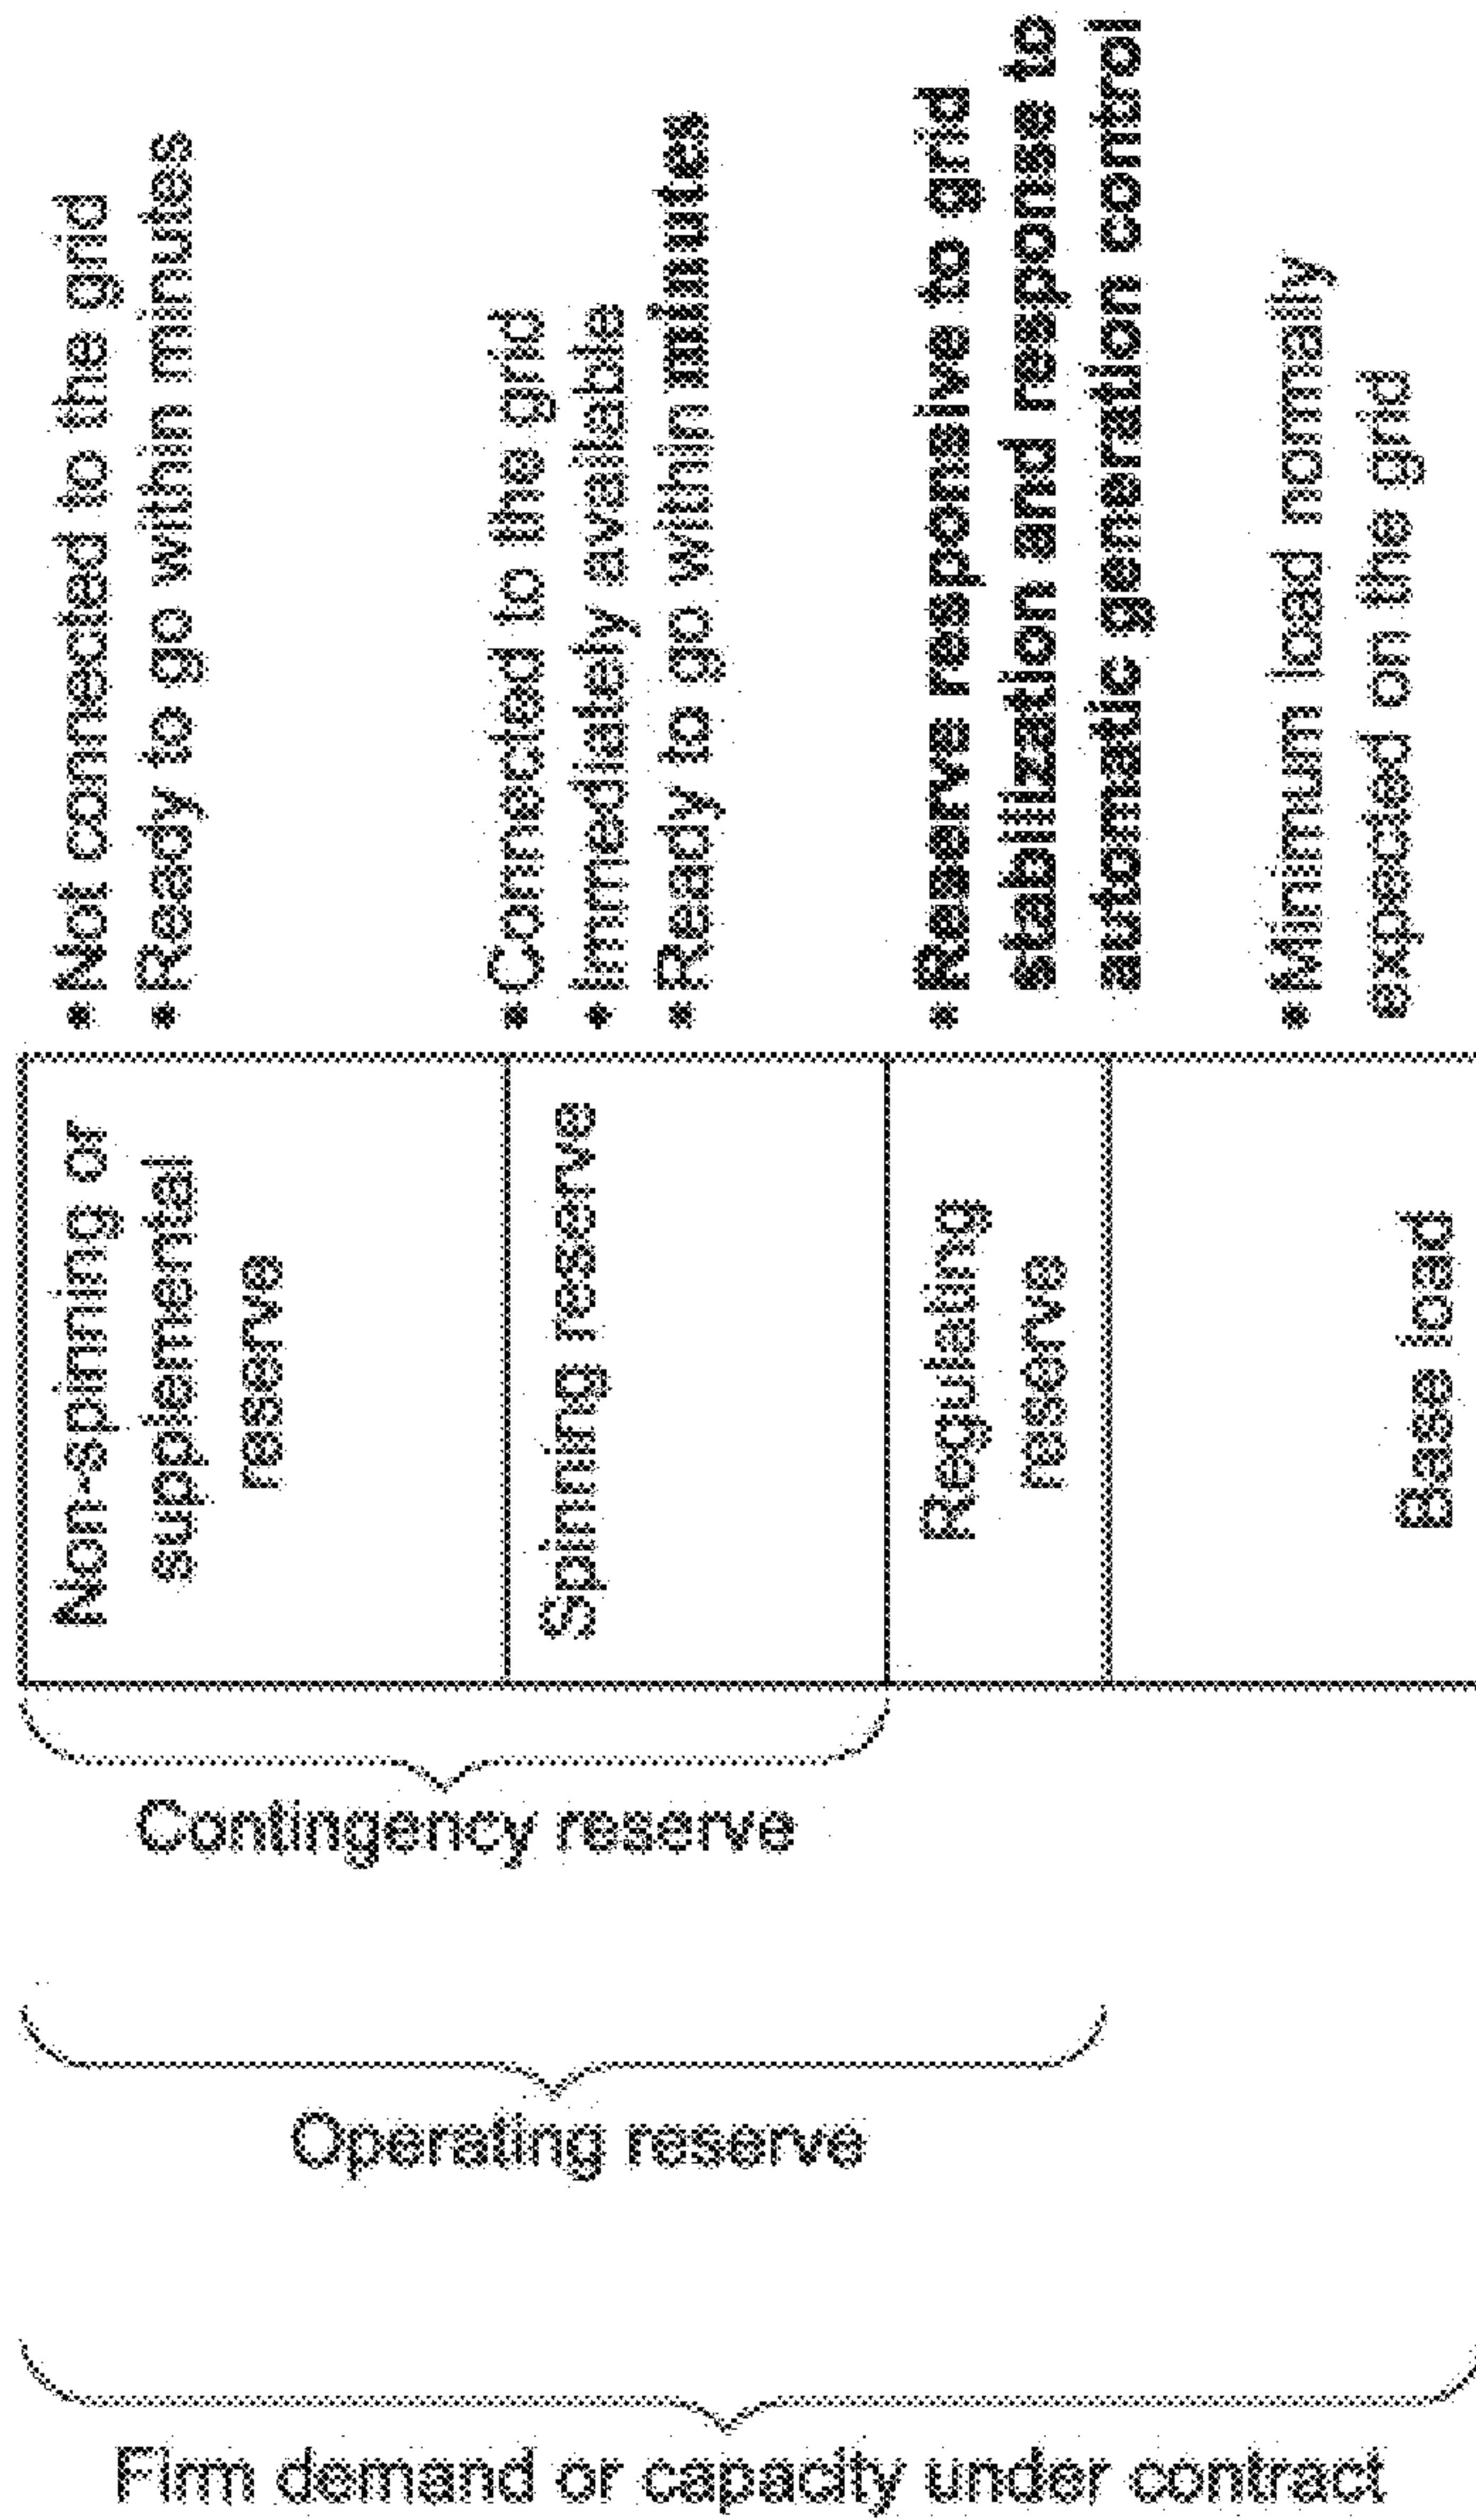 Non-spinning or
supplemental
reserve
• Not connected to the grid
• Ready to go within minutes
Spinning reserve
• Connected to the grid
• Immediately available
• Ready to go within minutes
Regulating
reserve
• Reserve responsive to grid
stabilization and response to
automatic generation control
Base load
• Minimum load normally
expected on the grid
Contingency reserve
Operating reserve
Firm demand or capacity under contract